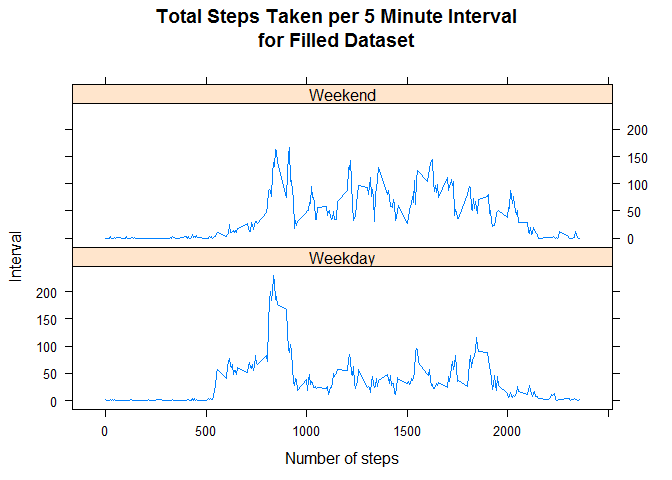 Total Steps Taken per 5 Minute Interval
for Filled Dataset
Weekend
200
150
100
50
0
Weekday
200
150
100
50
0
Interval
0 500 1000 1500 2000
Number of steps